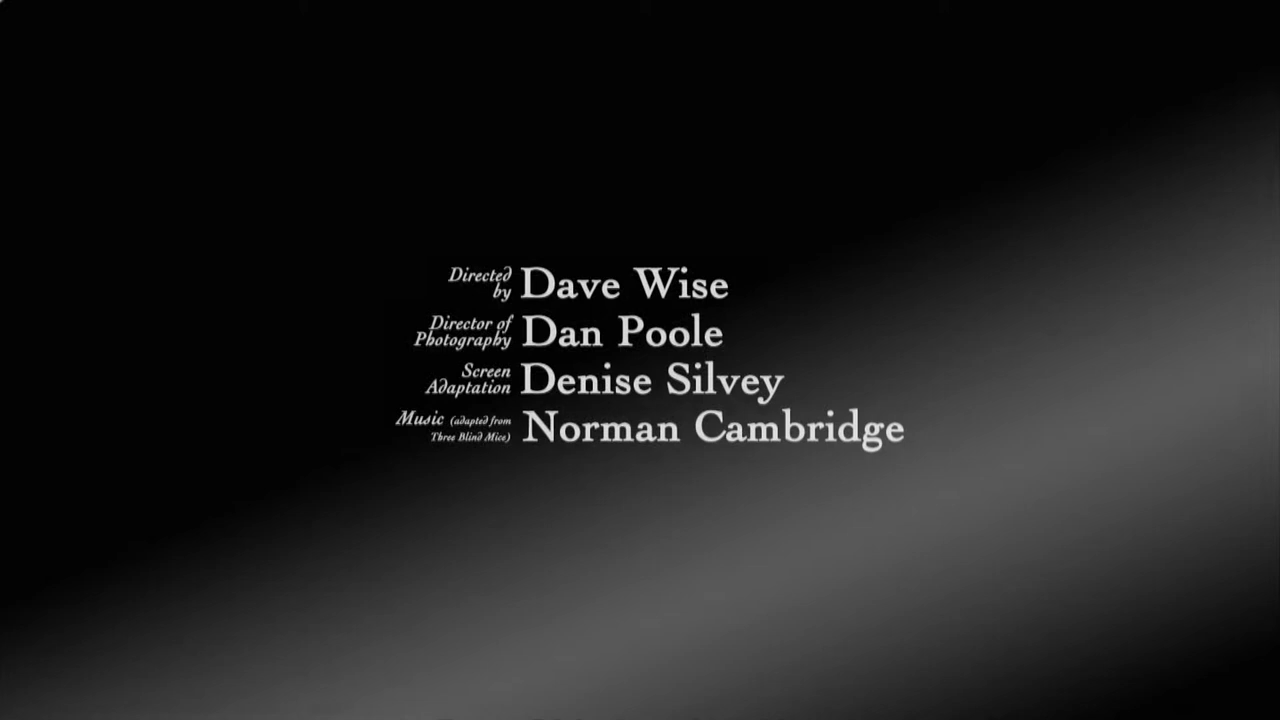 Directed by Dave Wise
Director of Photography Dan Poole
Screen Adaptation Denise Silvey
Music (adapted from Three Blind Mice) Norman Cambridge